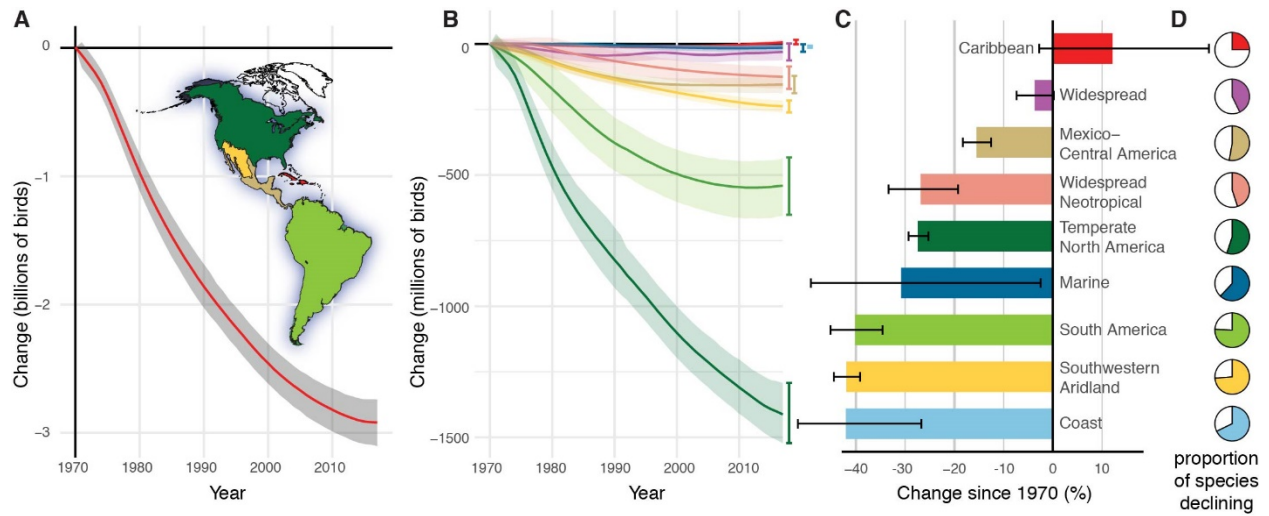 A
B
C
D
0
−1
−2
−3
Change (billions of birds)
1970
1980
1990
2000
2010
Year
0
−500
−1000
−1500
Change (millions of birds)
1970
1980
1990
2000
2010
Year
Caribbean
Widespread
Mexico–
Central America
Widespread
Neotropical
Temperate
North America
Marine
South America
Southwestern
Aridland
Coast
−40
-30
-20
-10
0
10
Change since 1970 (%)
proportion
of species
declining